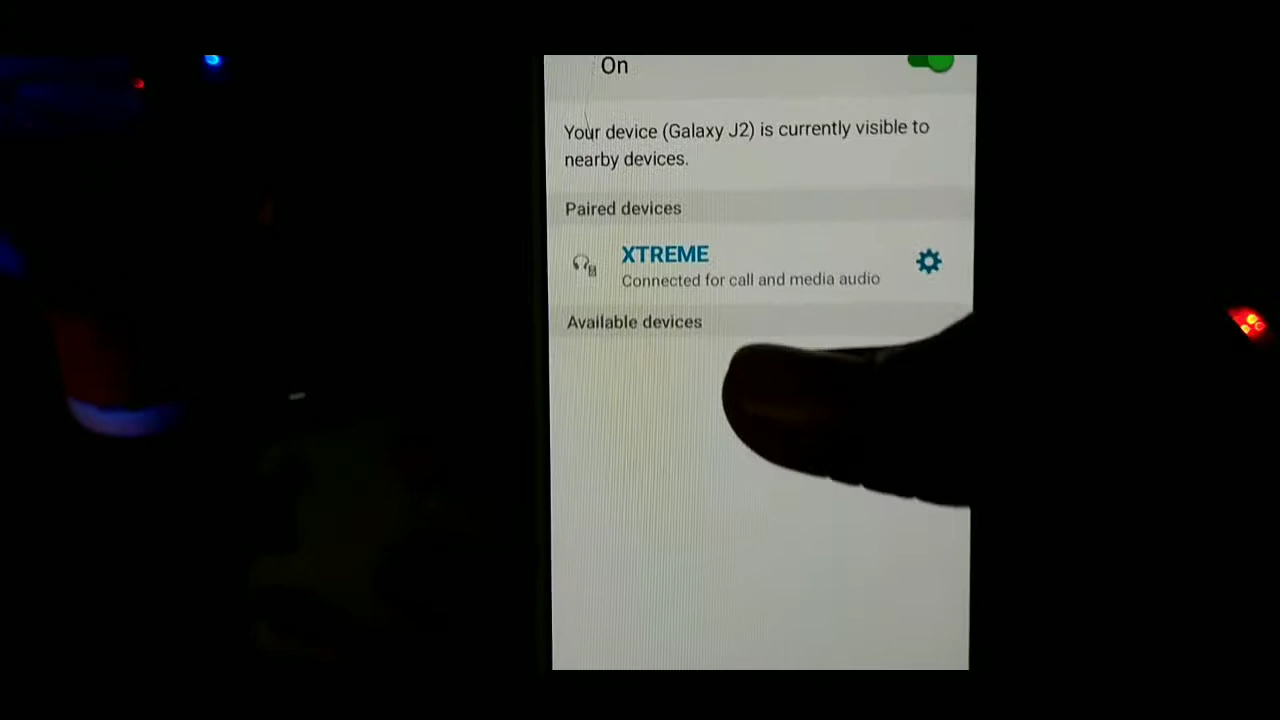 On
Your device (Galaxy J2) is currently visible to
nearby devices.
Paired devices
XTREME
Connected for call and media audio
Available devices